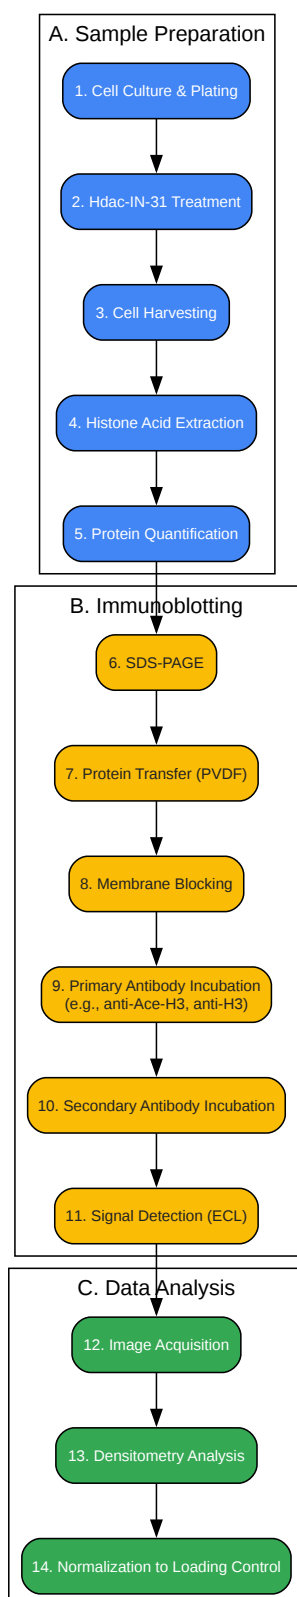 A. Sample Preparation
1. Cell Culture & Plating
2. Hdac-IN-31 Treatment
3. Cell Harvesting
4. Histone Acid Extraction
5. Protein Quantification
B. Immunoblotting
6. SDS-PAGE
7. Protein Transfer (PVDF)
8. Membrane Blocking
9. Primary Antibody Incubation
(e.g., anti-Ace-H3, anti-H3)
10. Secondary Antibody Incubation
11. Signal Detection (ECL)
C. Data Analysis
12. Image Acquisition
13. Densitometry Analysis
14. Normalization to Loading Control